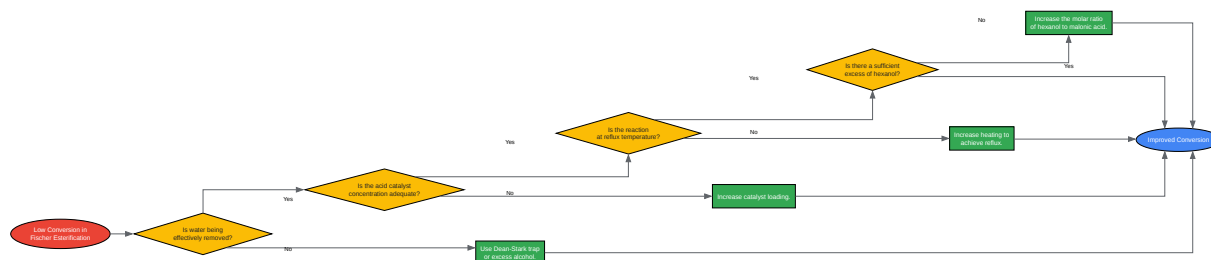 No
Increase the molar ratio
of hexanol to malonic acid.
Is there a sufficient
excess of hexanol?
Yes
Yes
Is the reaction
at reflux temperature?
No
Increase heating to
achieve reflux.
Improved Conversion
Yes
Is the acid catalyst
concentration adequate?
No
Increase catalyst loading.
Yes
Low Conversion in
Fischer Esterification
Is water being
effectively removed?
No
Use Dean-Stark trap
or excess alcohol.